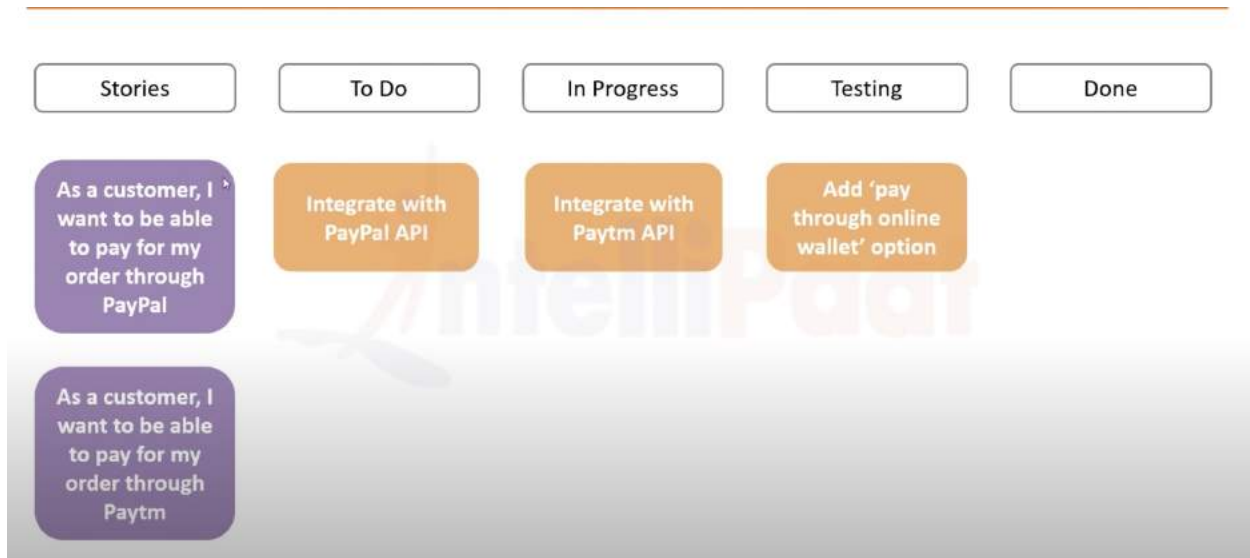 Stories
To Do
In Progress
Testing
Done
As a customer, I
want to be able
to pay for my
order through
PayPal
Integrate with
PayPal API
Integrate with
Paytm API
Add ‘pay
through online
wallet’ option
IntelliPaat
As a customer, I
want to be able
to pay for my
order through
Paytm